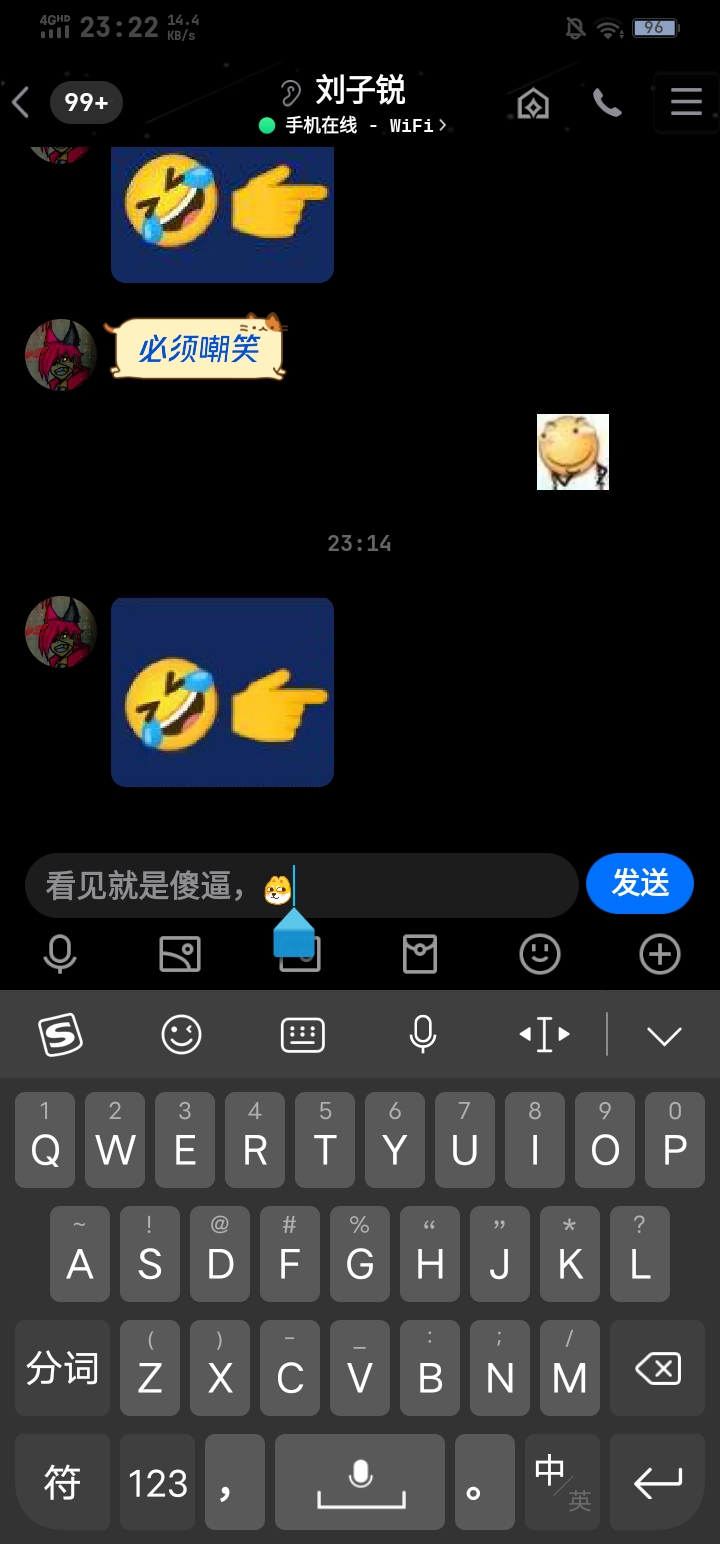 4GHD 23:22 14.4 KB/s 96
99+ 刘子锐
手机在线 - WiFi
必须嘲笑
23:14
看见就是傻逼，
发送
1 2 3 4 5 6 7 8 9 0
Q W E R T Y U I O P
~ ! @ # % “ ” * ?
A S D F G H J K L
( ) - _ : ; /
分词 Z X C V B N M
符 123 ， 。 中/英